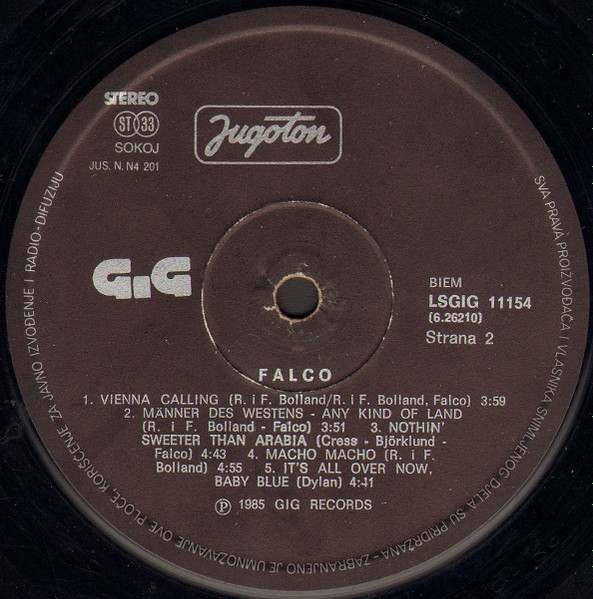 STEREO
ST 33
SOKOJ
JUS. N. N4 201
Jugoton
GiG
BIEM
LSGIG 11154
(6.26210)
Strana 2
FALCO
1. VIENNA CALLING (R. i F. Bolland/R. i F. Bolland, Falco) 3:59
2. MÄNNER DES WESTENS - ANY KIND OF LAND
(R. i F. Bolland - Falco) 3:51 3. NOTHIN'
SWEETER THAN ARABIA (Cress - Björklund -
Falco) 4:43 4. MACHO MACHO (R. i F.
Bolland) 4:55 5. IT'S ALL OVER NOW,
BABY BLUE (Dylan) 4:41
Ⓟ 1985 GIG RECORDS
SVA PRAVA PROIZVOĐAČA I VLASNIKA SNIMLJENOG DJELA SU PRIDRŽANA - ZABRANJENO JE UMNOŽAVANJE OVE PLOČE, KORIŠĆENJE ZA JAVNO IZVOĐENJE I RADIO-DIFUZIJU